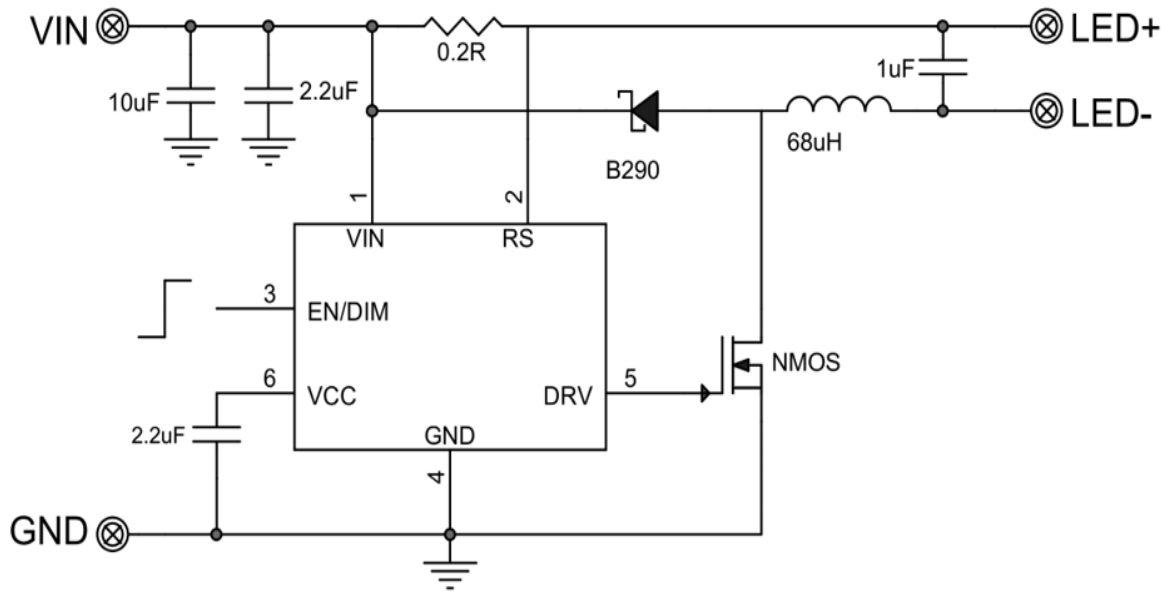 VIN
0.2R
LED+
10uF
2.2uF
1uF
LED-
B290
68uH
1
2
VIN
RS
3
EN/DIM
NMOS
6
VCC
DRV
5
2.2uF
GND
4
GND